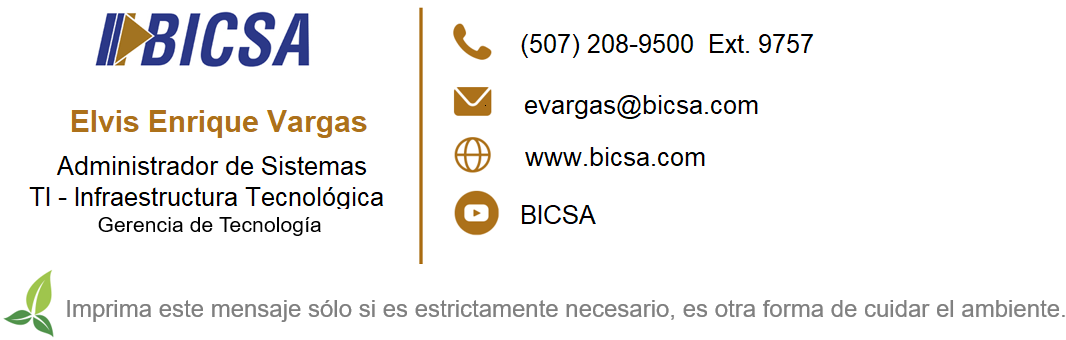 BICSA
Elvis Enrique Vargas
Administrador de Sistemas
TI - Infraestructura Tecnológica
Gerencia de Tecnología
(507) 208-9500 Ext. 9757
evargas@bicsa.com
www.bicsa.com
BICSA
Imprima este mensaje sólo si es estrictamente necesario, es otra forma de cuidar el ambiente.